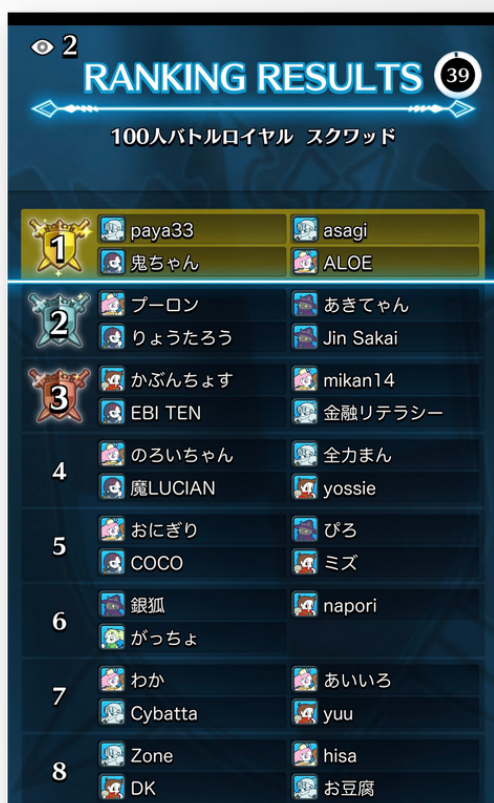 2
RANKING RESULTS
39
100人バトルロイヤル スクワッド
1
paya33 asagi
鬼ちゃん ALOE
2
プーロン あきてゃん
りょうたろう Jin Sakai
3
かぶんちょす mikan14
EBI TEN 金融リテラシー
4
のろいちゃん 全力まん
魔LUCIAN yossie
5
おにぎり ぴろ
COCO ミズ
6
銀狐 napori
がっちょ
7
わか あいいろ
Cybatta yuu
8
Zone hisa
DK お豆腐